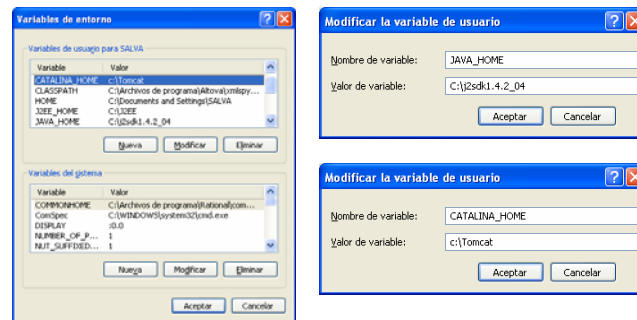 Variables de entorno
Variables de usuario para SALVA
Variable Valor
CATALINA_HOME c:\Tomcat
CLASSPATH C:\Archivos de programa\Altova\xmlspy...
HOME C:\Documents and Settings\SALVA
J2EE_HOME C:\J2EE
JAVA_HOME C:\j2sdk1.4.2_04
Nueva Modificar Eliminar
Variables del sistema
Variable Valor
COMMONHOME C:\Archivos de programa\Rational\com...
ComSpec C:\WINDOWS\system32\cmd.exe
DISPLAY :0.0
NUMBER_OF_P... 1
NUT_SUFFIXED... 1
Nueva Modificar Eliminar
Aceptar Cancelar
Modificar la variable de usuario
Nombre de variable: JAVA_HOME
Valor de variable: C:\j2sdk1.4.2_04
Aceptar Cancelar
Modificar la variable de usuario
Nombre de variable: CATALINA_HOME
Valor de variable: c:\Tomcat
Aceptar Cancelar